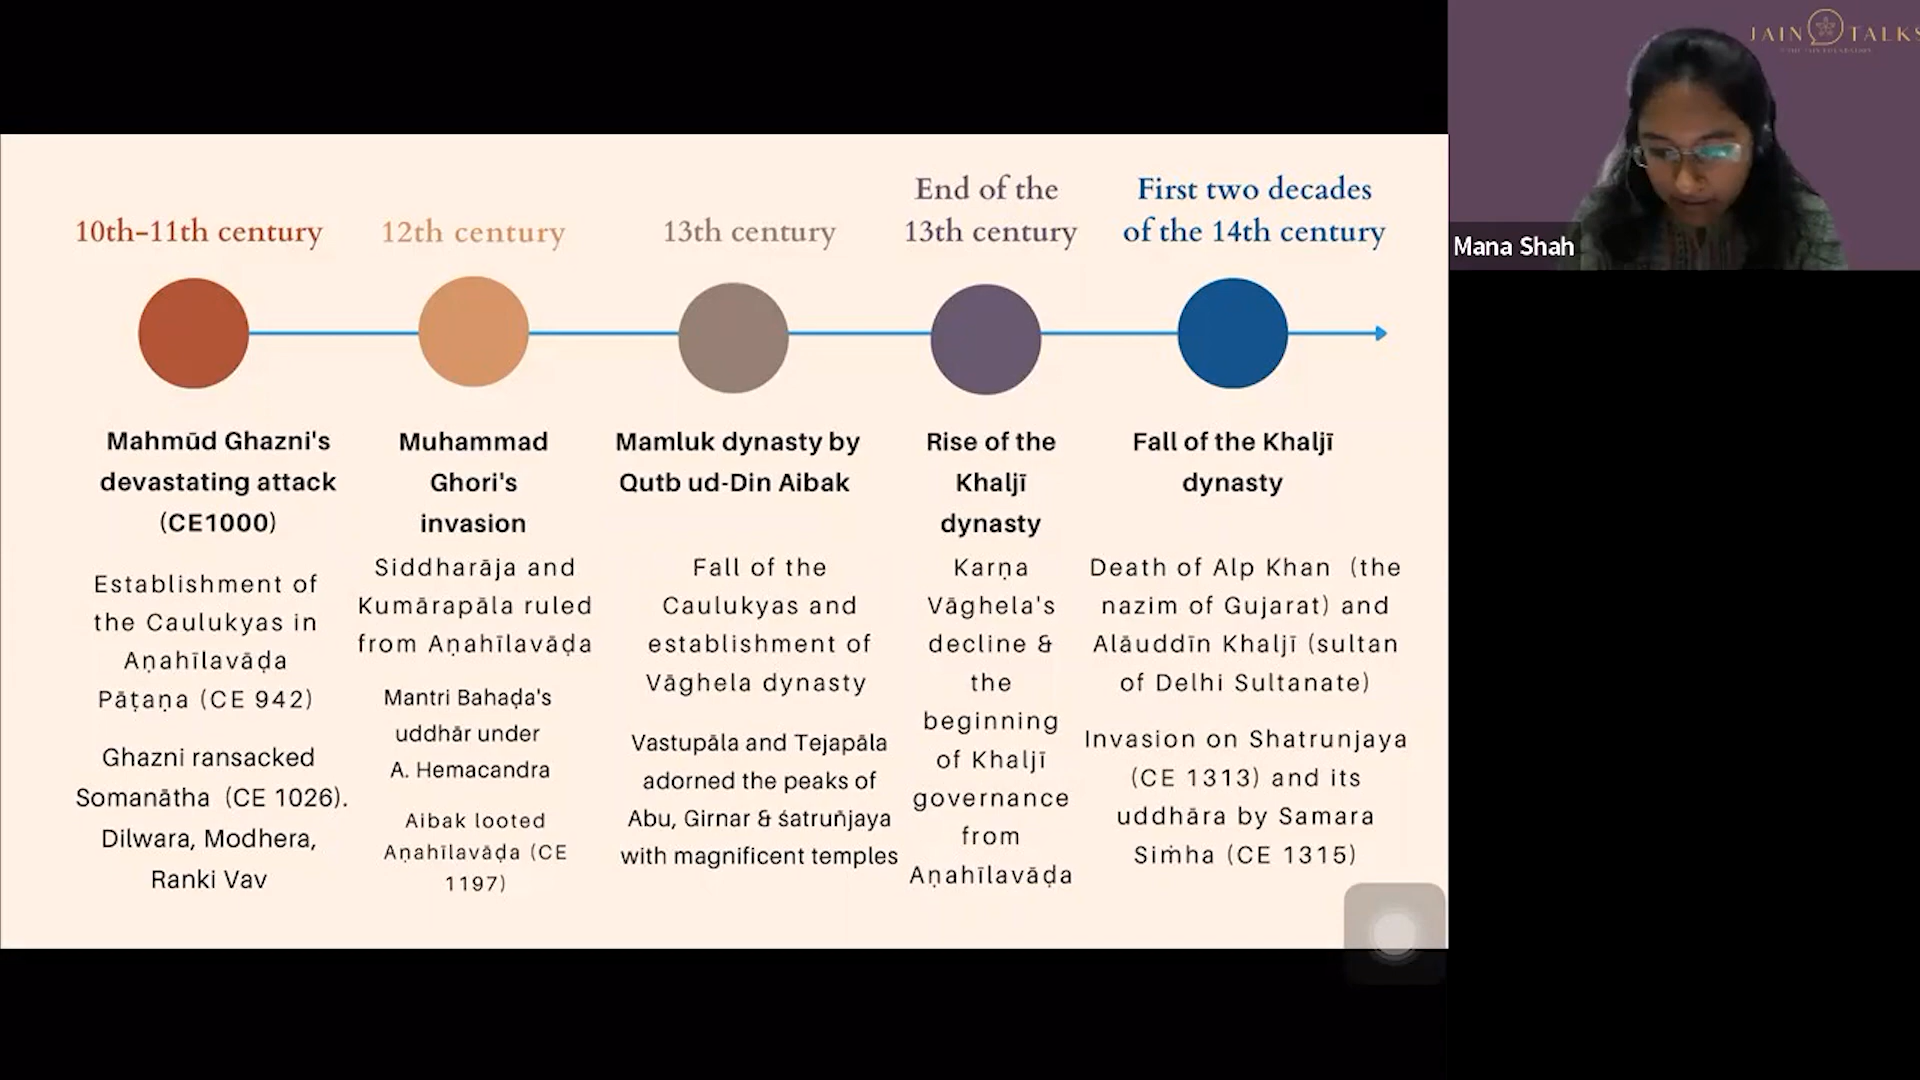 10th–11th century
Mahmūd Ghazni's
devastating attack
(CE1000)
Establishment of
the Caulukyas in
Aṇahīlavāḍa
Pāṭaṇa (CE 942)
Ghazni ransacked
Somanātha (CE 1026).
Dilwara, Modhera,
Ranki Vav
12th century
Muhammad
Ghori's
invasion
Siddharāja and
Kumārapāla ruled
from Aṇahīlavāḍa
Mantri Bahaḍa's
uddhār under
A. Hemacandra
Aibak looted
Aṇahīlavāḍa (CE
1197)
13th century
Mamluk dynasty by
Qutb ud-Din Aibak
Fall of the
Caulukyas and
establishment of
Vāghela dynasty
Vastupāla and Tejapāla
adorned the peaks of
Abu, Girnar & śatruñjaya
with magnificent temples
End of the
13th century
Rise of the
Khaljī
dynasty
Karṇa
Vāghela's
decline &
the
beginning
of Khaljī
governance
from
Aṇahīlavāḍa
First two decades
of the 14th century
Fall of the Khaljī
dynasty
Death of Alp Khan (the
nazim of Gujarat) and
Alāuddīn Khaljī (sultan
of Delhi Sultanate)
Invasion on Shatrunjaya
(CE 1313) and its
uddhāra by Samara
Siṁha (CE 1315)
JAIN TALKS
Mana Shah